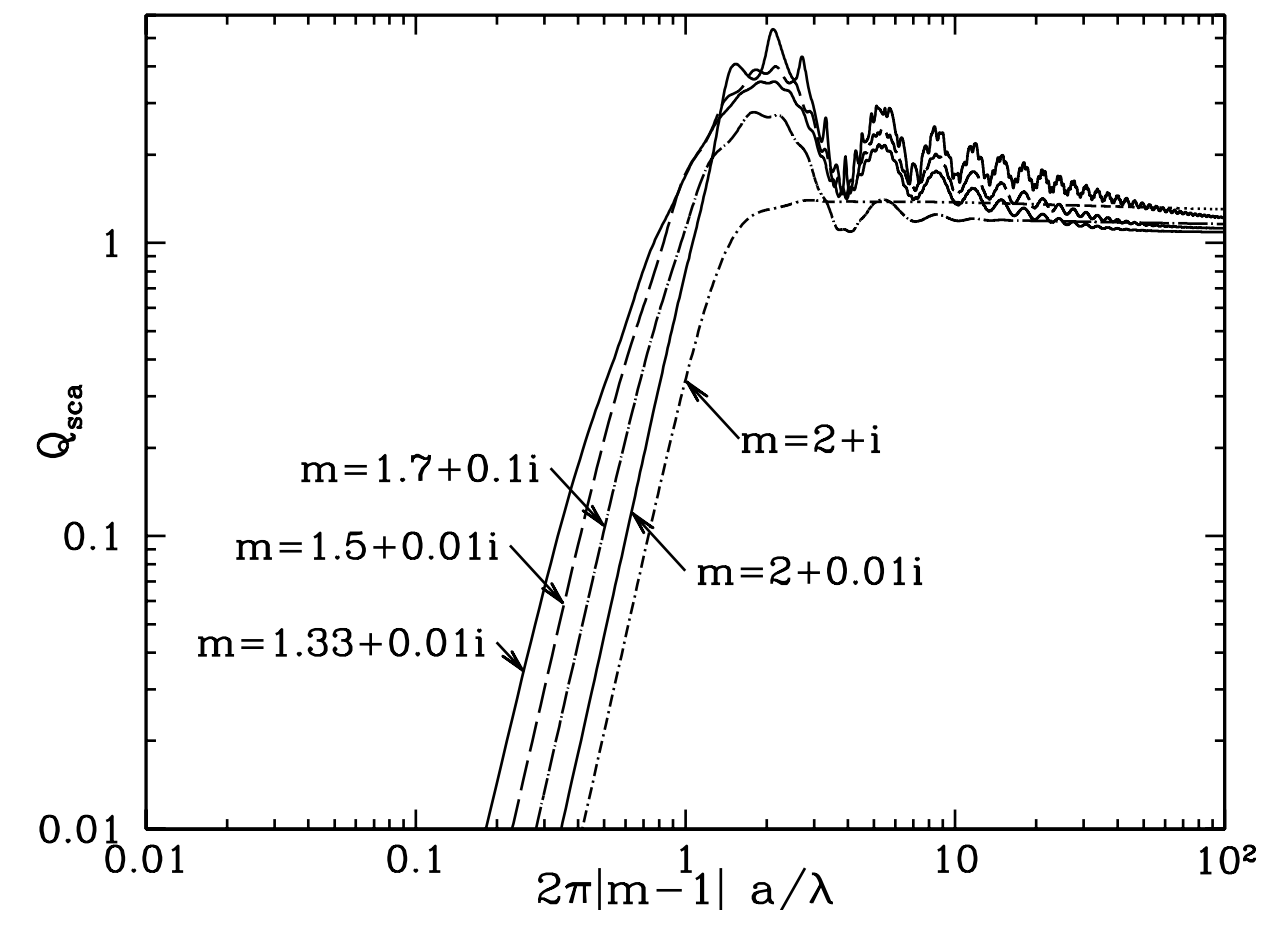 1
0.1
0.01
Q_sca
m=2+i
m=1.7+0.1i
m=1.5+0.01i
m=2+0.01i
m=1.33+0.01i
0.01 0.1 1 10 10²
2π|m−1| a/λ